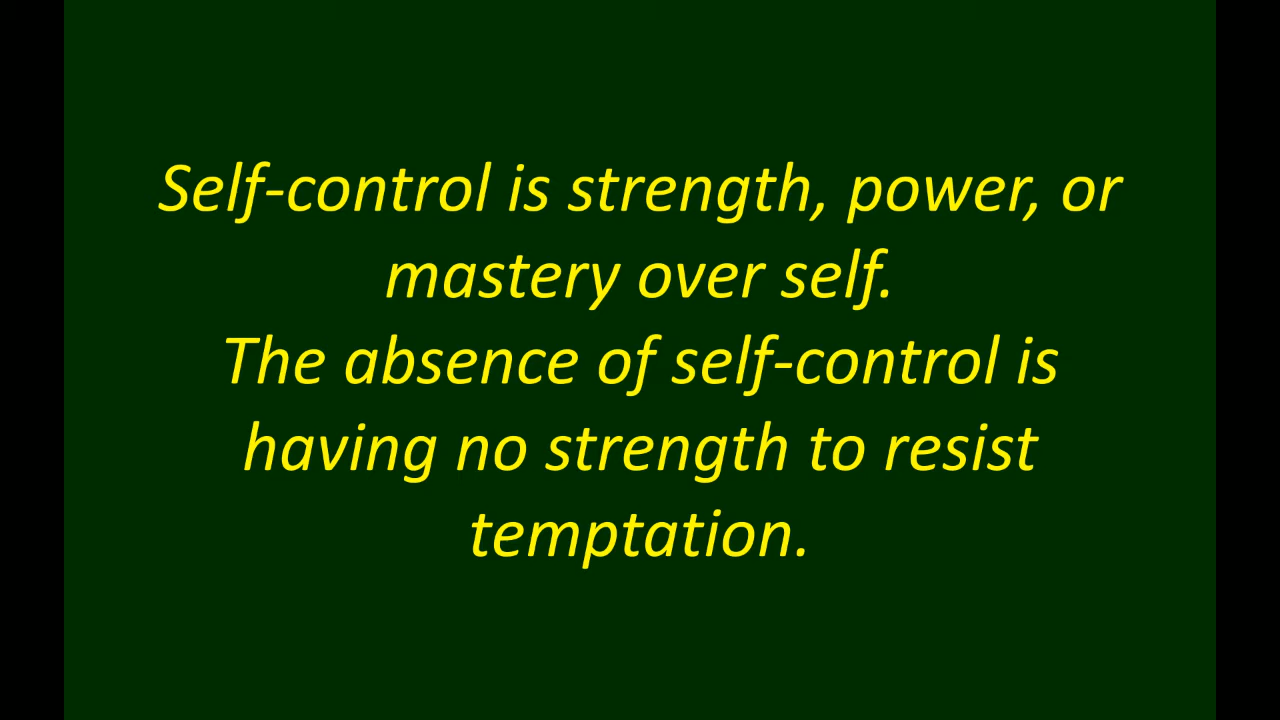 Self-control is strength, power, or
mastery over self.
The absence of self-control is
having no strength to resist
temptation.